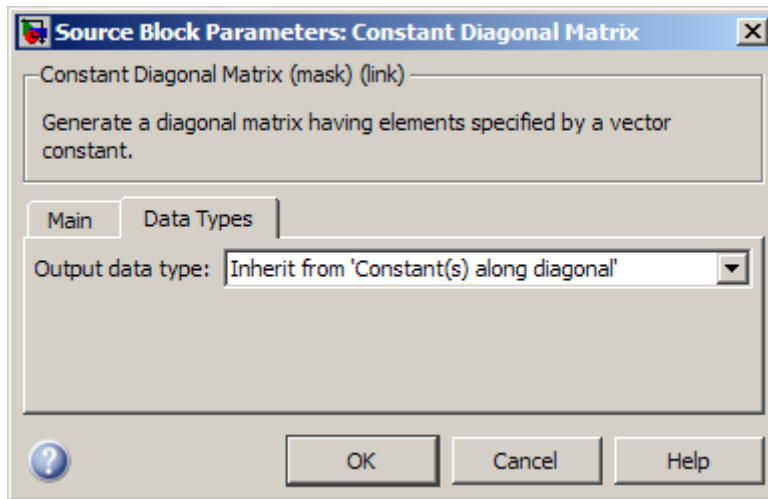 Source Block Parameters: Constant Diagonal Matrix
Constant Diagonal Matrix (mask) (link)
Generate a diagonal matrix having elements specified by a vector
constant.
Main Data Types
Output data type: Inherit from 'Constant(s) along diagonal'
OK Cancel Help